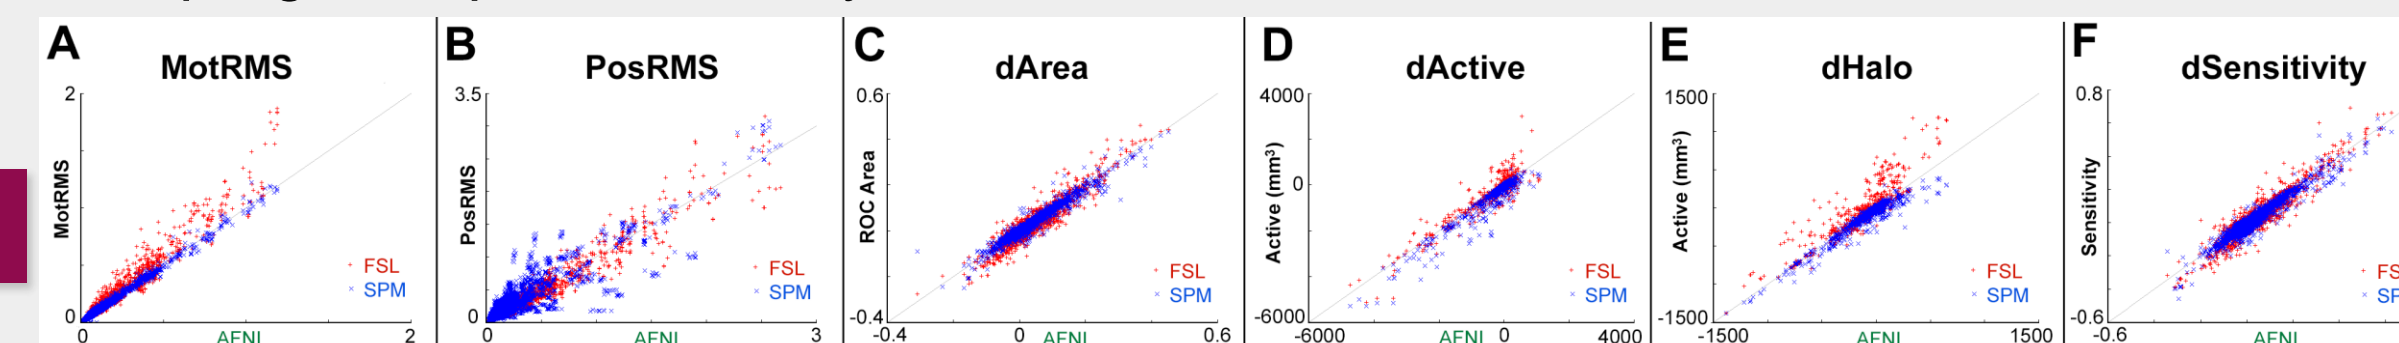 A
MotRMS
2
MotRMS
0
FSL
SPM
0
AFNI
2
B
PosRMS
3.5
PosRMS
0
FSL
SPM
0
AFNI
3
C
dArea
0.6
ROC Area
-0.4
FSL
SPM
-0.4
0
AFNI
0.6
D
dActive
4000
0
Active (mm³)
-6000
FSL
SPM
-6000
AFNI
0
4000
E
dHalo
1500
Active (mm³)
-1500
FSL
SPM
-1500
AFNI
1500
F
dSensitivity
0.8
Sensitivity
-0.6
FS
SP
-0.6
AFNI